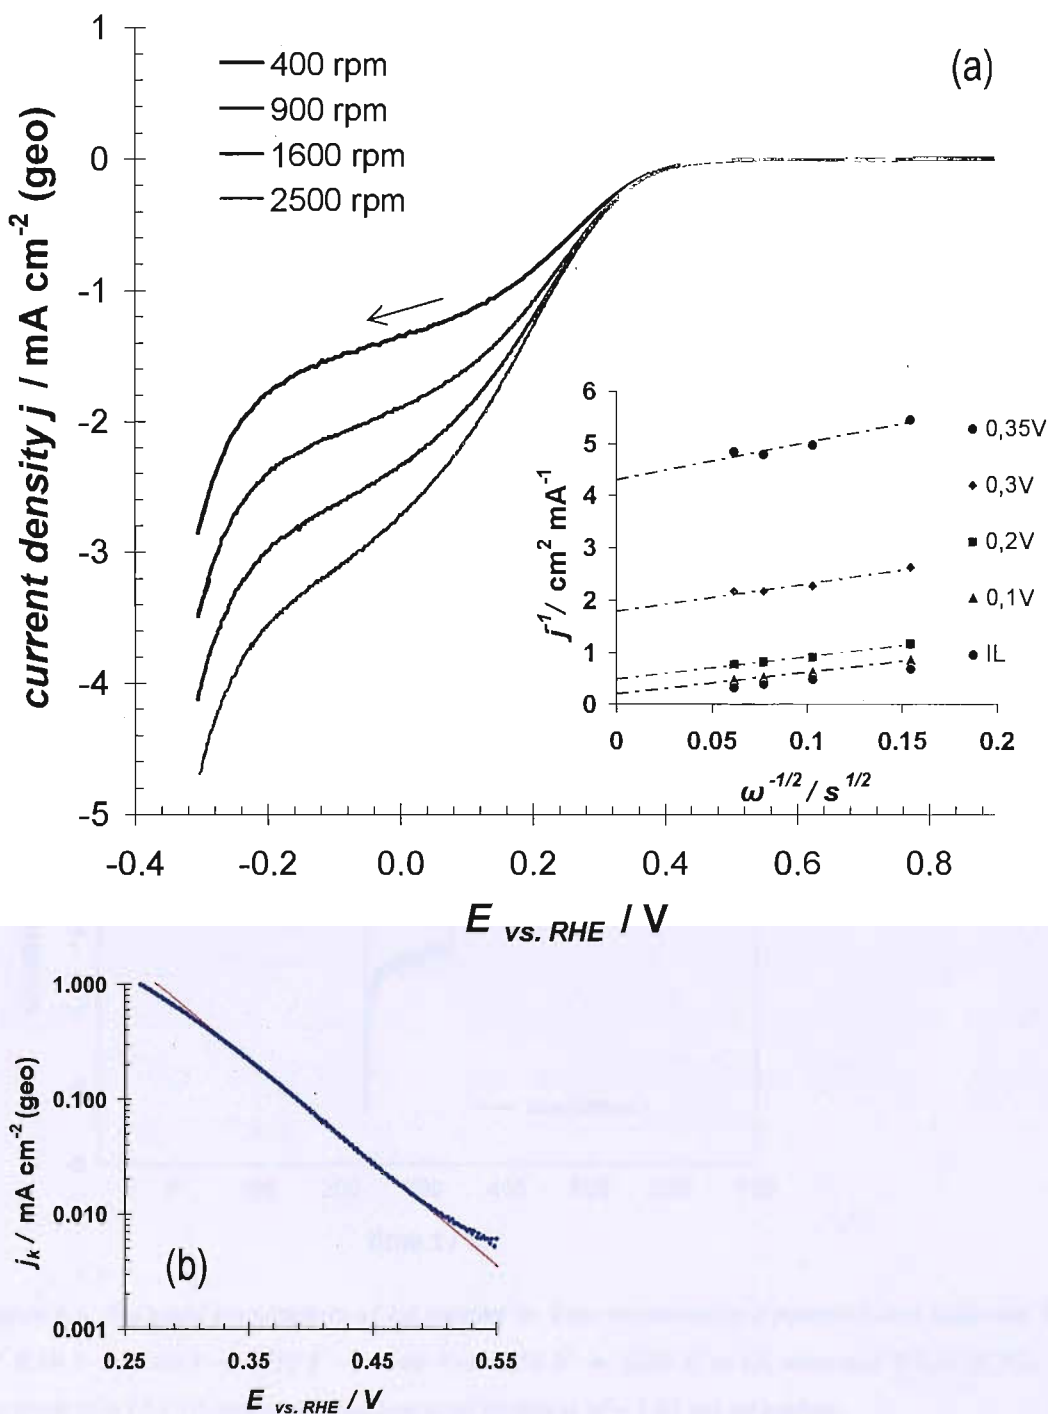 (a)
400 rpm
900 rpm
1600 rpm
2500 rpm
1
0
-1
-2
-3
-4
-5
current density j / mA cm-2 (geo)
-0.4
-0.2
0.0
0.2
0.4
0.6
0.8
E vs. RHE / V
6
5
4
3
2
1
0
j-1/ cm2 mA-1
0
0.05
0.1
0.15
0.2
ω-1/2 / s1/2
0,35V
0,3V
0,2V
0,1V
IL
1.000
0.100
0.010
0.001
jk / mA cm-2 (geo)
(b)
0.25
0.35
0.45
0.55
E vs. RHE / V